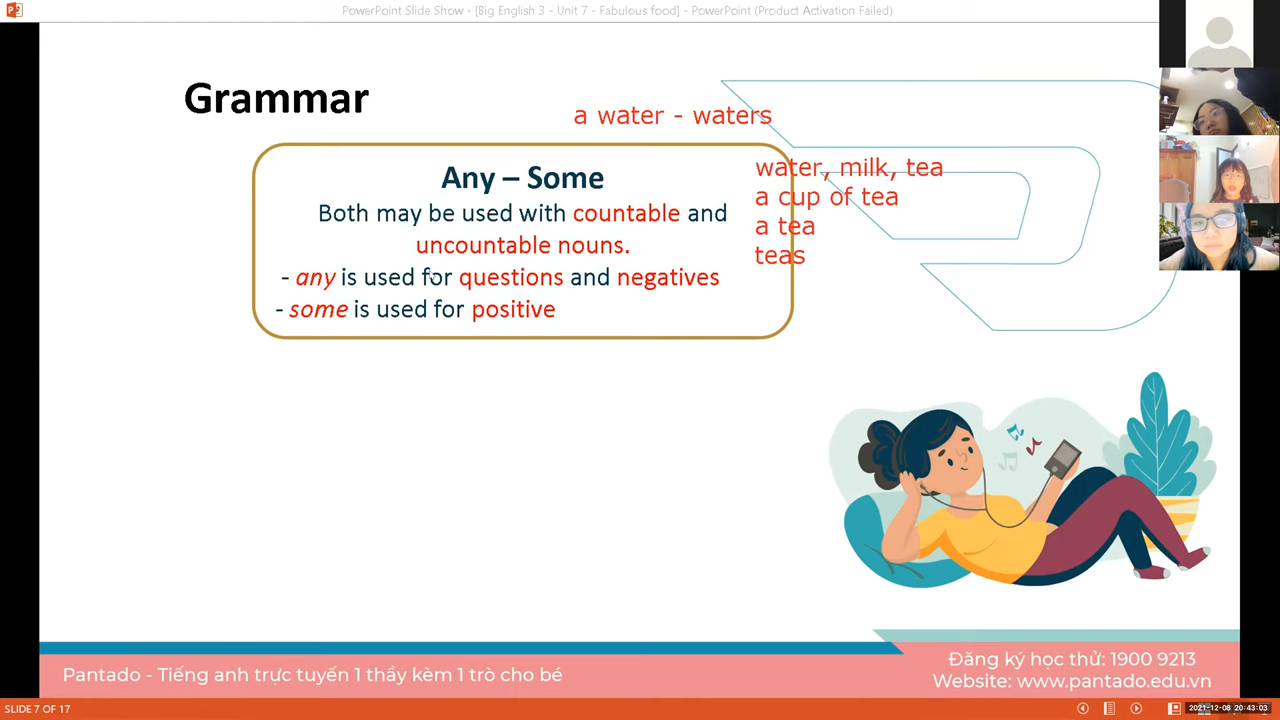 PowerPoint Slide Show - [Big English 3 - Unit 7 - Fabulous food] - PowerPoint (Product Activation Failed)
Grammar
a water - waters
Any – Some
Both may be used with countable and
uncountable nouns.
- any is used for questions and negatives
- some is used for positive
water, milk, tea
a cup of tea
a tea
teas
Pantado - Tiếng anh trực tuyến 1 thầy kèm 1 trò cho bé
Đăng ký học thử: 1900 9213
Website: www.pantado.edu.vn
SLIDE 7 OF 17
2021-12-08 20:43:03